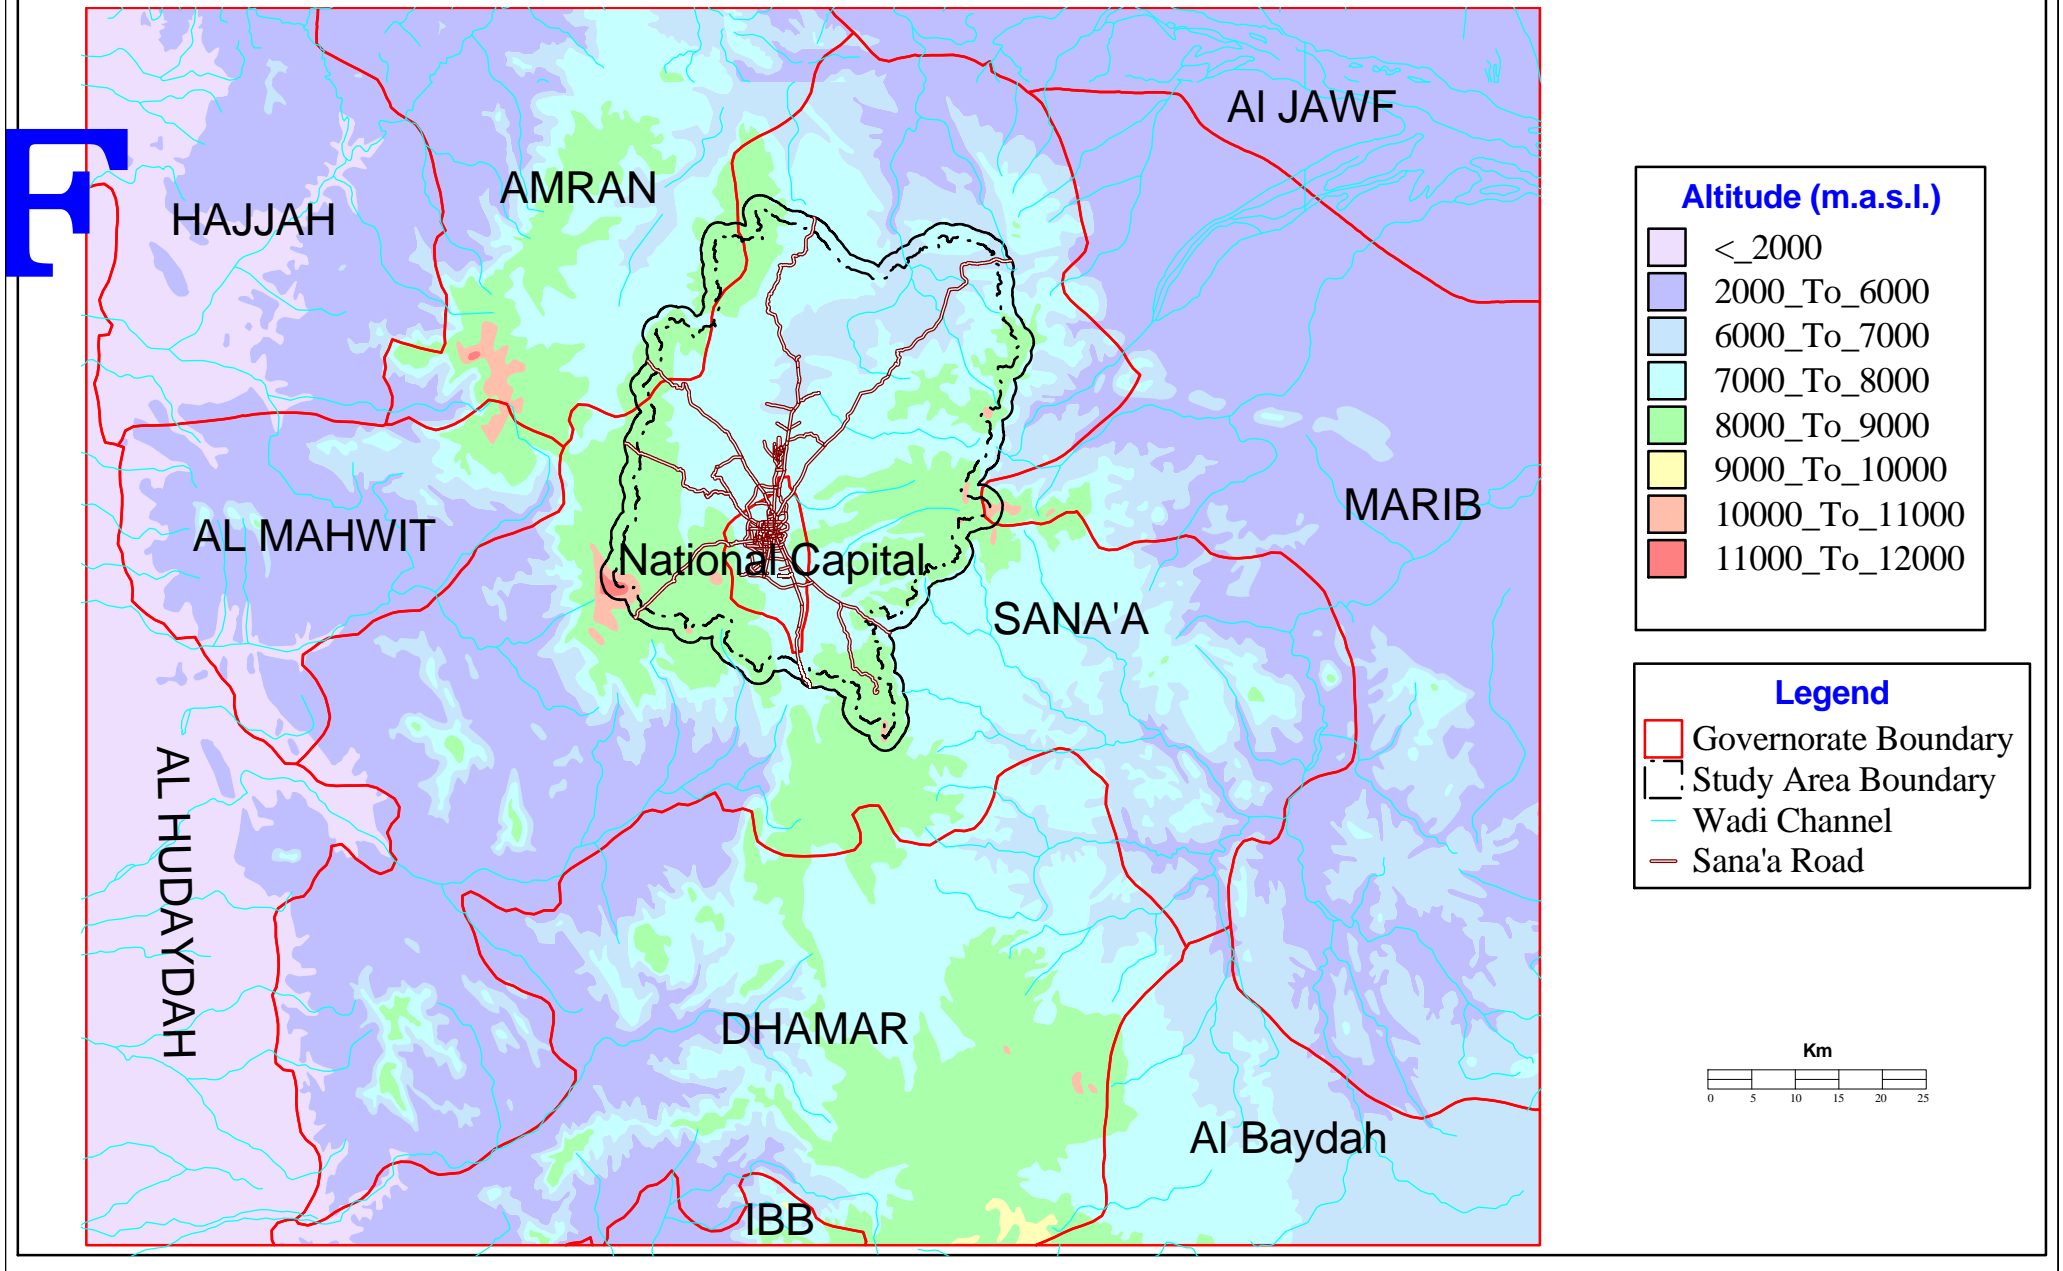 F
Al JAWF
AMRAN
HAJJAH
MARIB
AL MAHWIT
National Capital
SANA'A
AL HUDAYDAH
DHAMAR
Al Baydah
IBB
Altitude (m.a.s.l.)
<_2000
2000_To_6000
6000_To_7000
7000_To_8000
8000_To_9000
9000_To_10000
10000_To_11000
11000_To_12000
Legend
Governorate Boundary
Study Area Boundary
Wadi Channel
Sana'a Road
Km
0 5 10 15 20 25